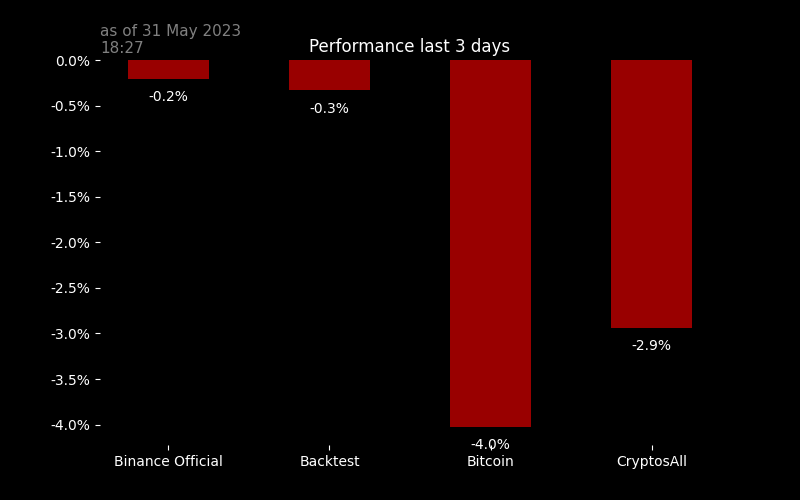 as of 31 May 2023
18:27
Performance last 3 days
0.0%
-0.5%
-1.0%
-1.5%
-2.0%
-2.5%
-3.0%
-3.5%
-4.0%
-0.2%
-0.3%
-4.0%
-2.9%
Binance Official
Backtest
Bitcoin
CryptosAll